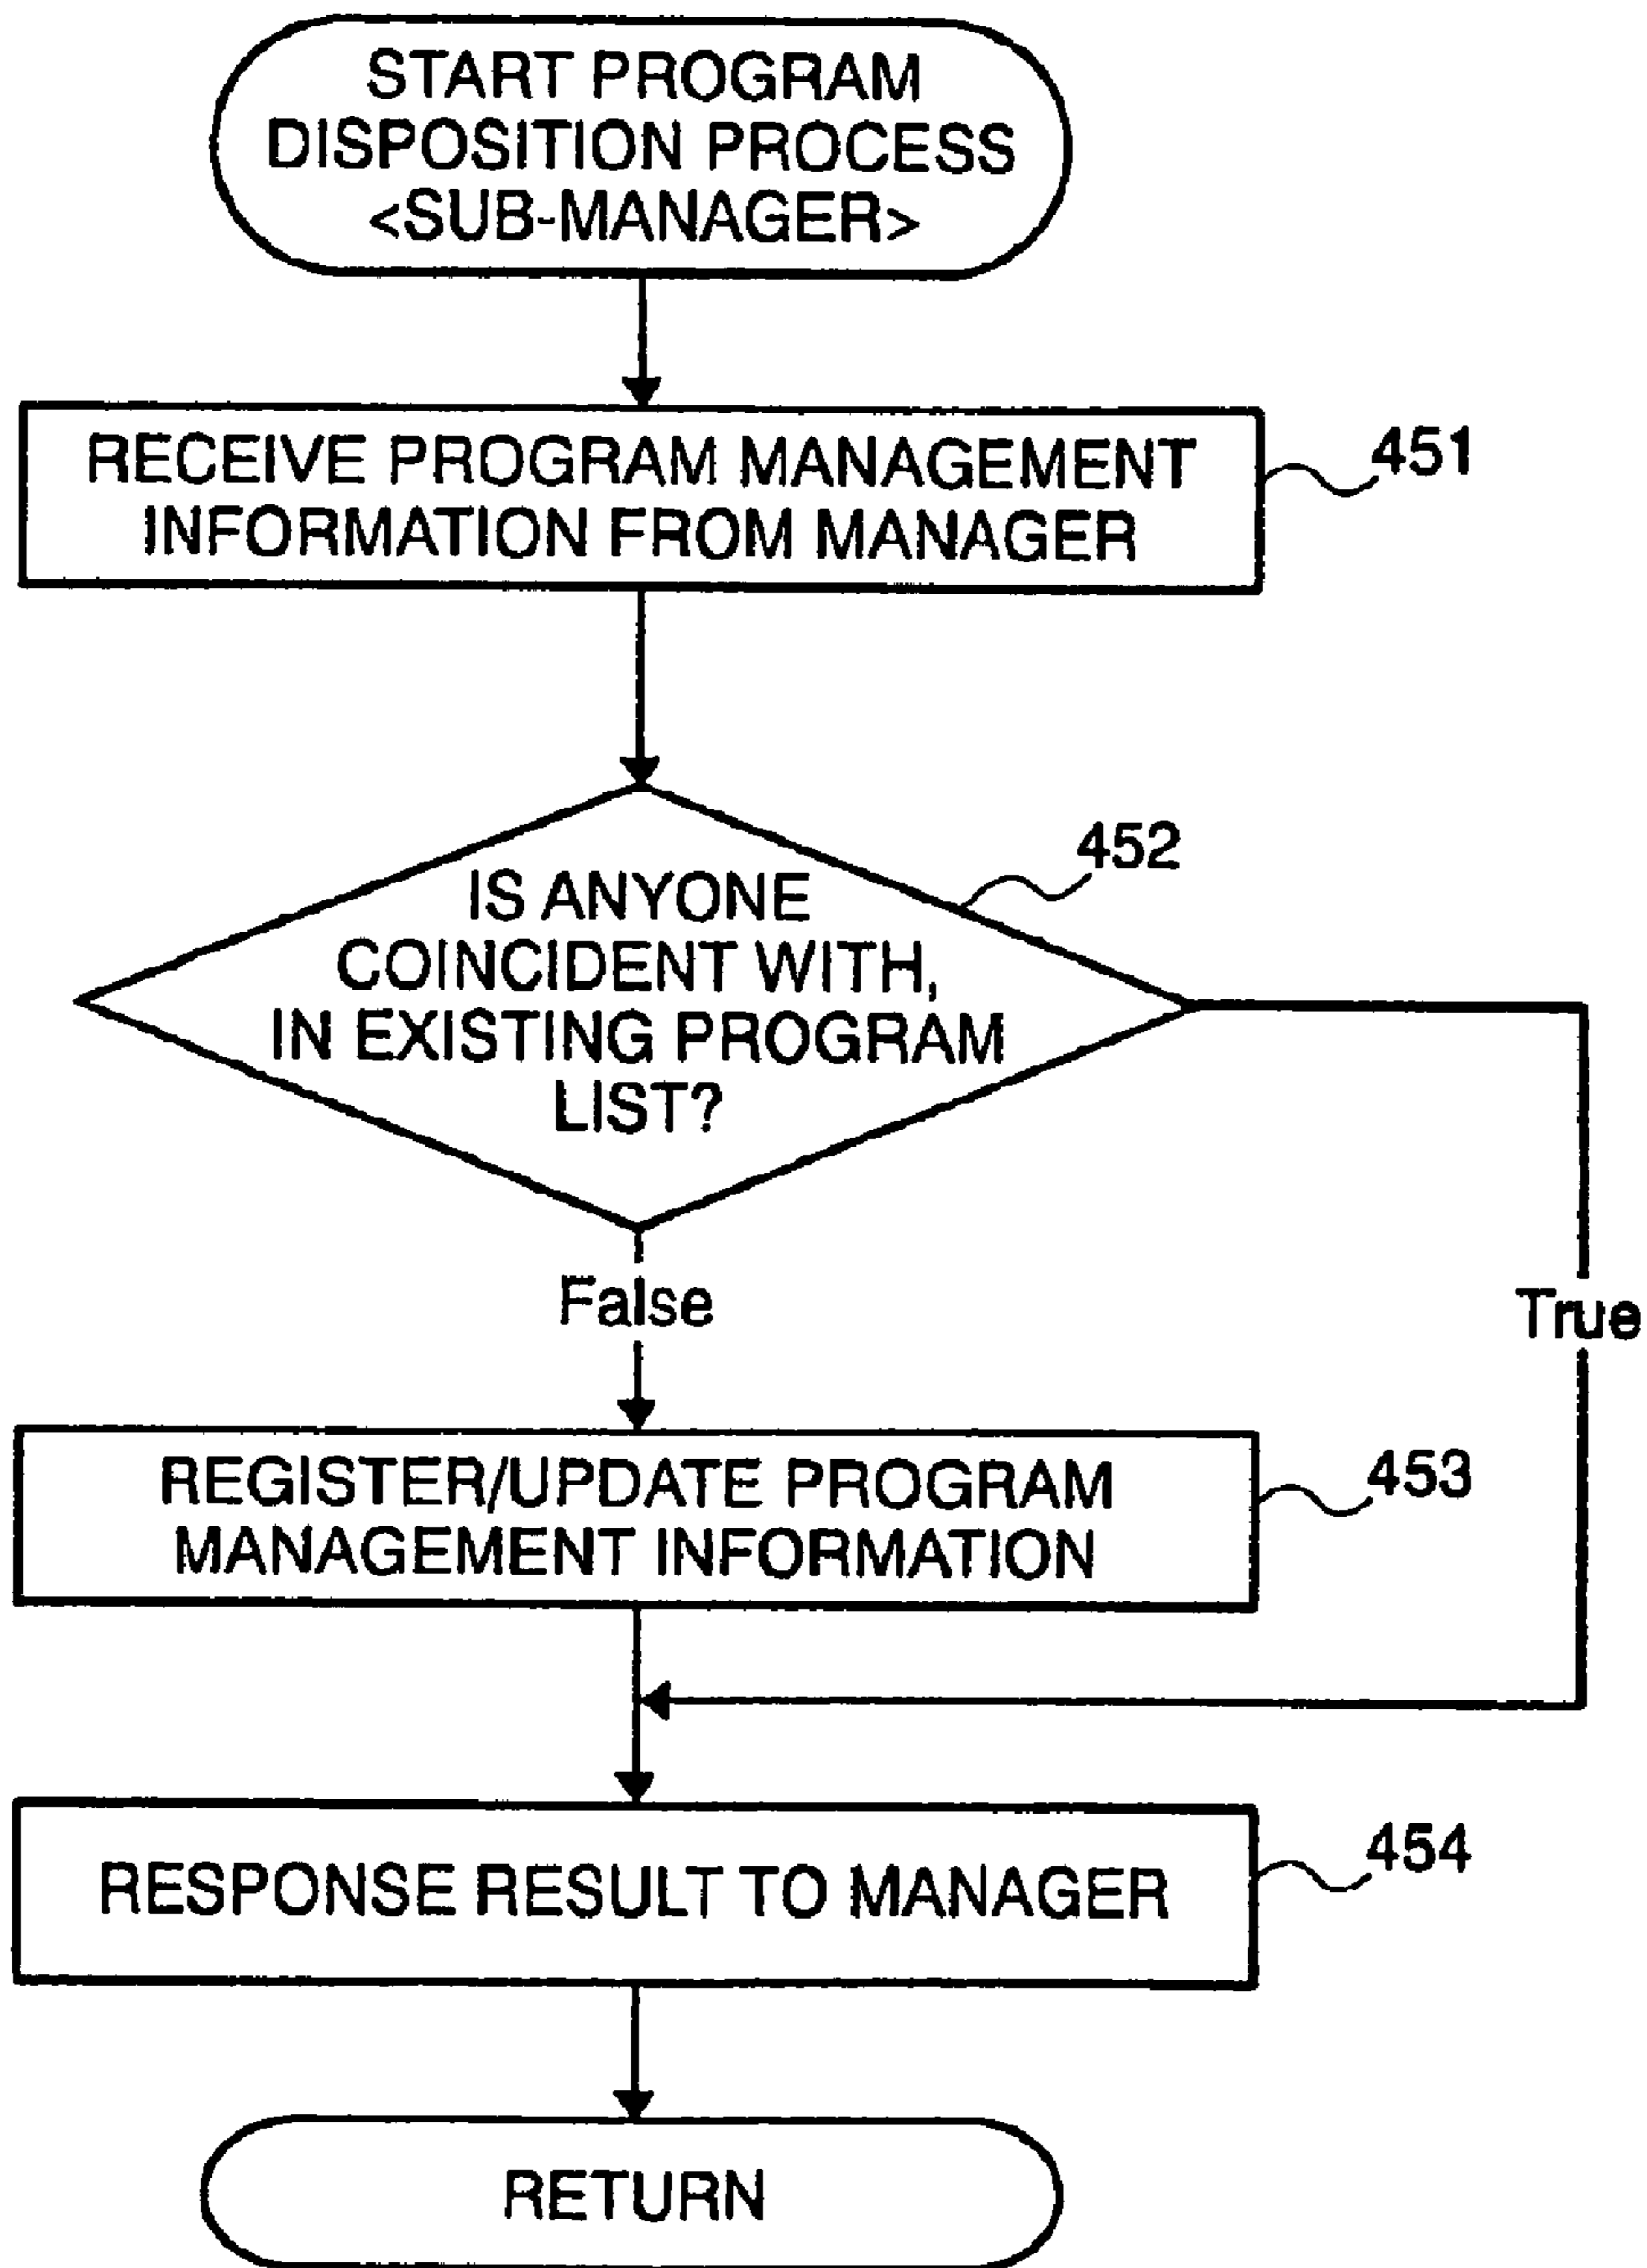 START PROGRAM
DISPOSITION PROCESS
<SUB-MANAGER>
RECEIVE PROGRAM MANAGEMENT
INFORMATION FROM MANAGER
451
IS ANYONE
COINCIDENT WITH,
IN EXISTING PROGRAM
LIST?
452
False
True
REGISTER/UPDATE PROGRAM
MANAGEMENT INFORMATION
453
RESPONSE RESULT TO MANAGER
454
RETURN